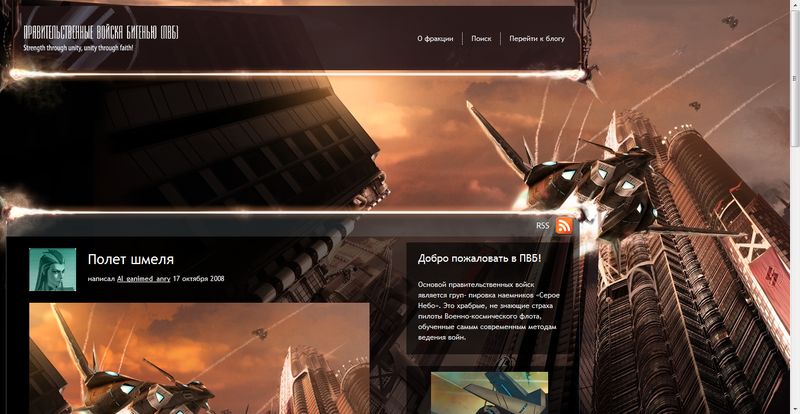 ПРАВИТЕЛЬСТВЕННЫЕ ВОЙСКА БИГЕНЬЮ (ПВБ)
Strength through unity, unity through faith!
О фракции
Поиск
Перейти к блогу
RSS
Полет шмеля
написал Al_ganimed_anry 17 октября 2008
Добро пожаловать в ПВБ!
Основой правительственных войск
является груп- пировка наемников «Серое
Небо». Это храбрые, не знающие страха
пилоты Военно-космического флота,
обученные самым современным методам
ведения войн.